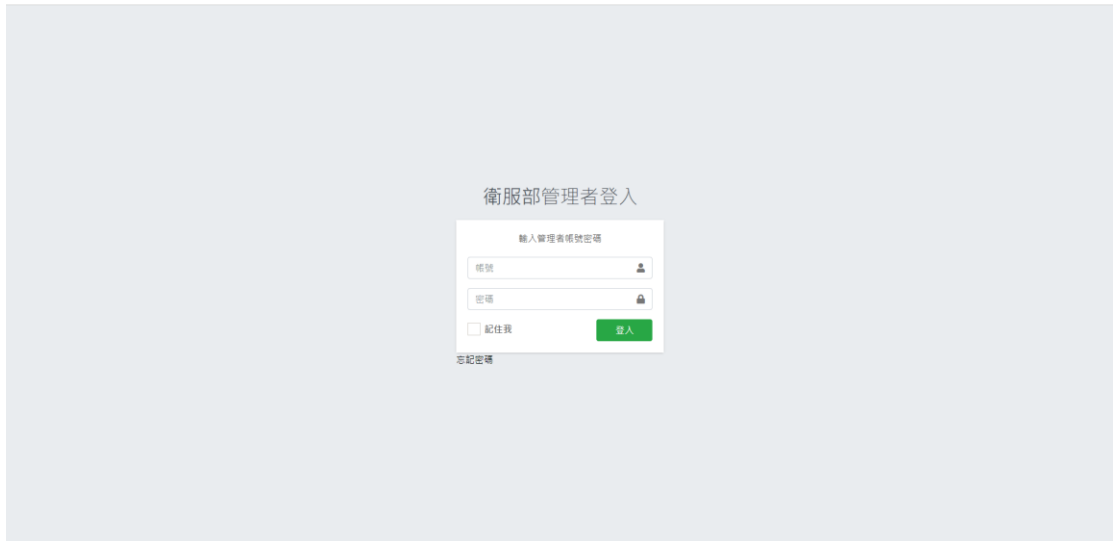 衛服部管理者登入
輸入管理者帳號密碼
帳號
密碼
記住我
登入
忘記密碼